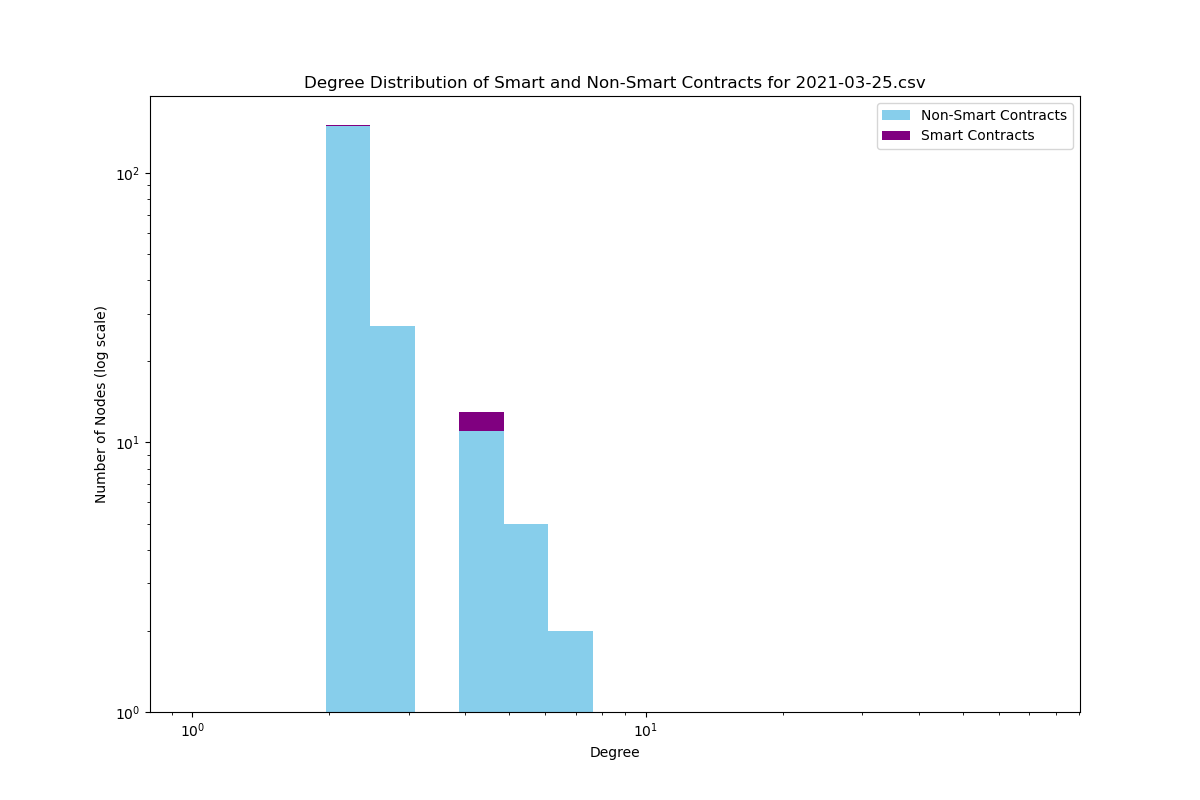 Degree Distribution of Smart and Non-Smart Contracts for 2021-03-25.csv
Non-Smart Contracts
Smart Contracts
Number of Nodes (log scale)
10²
10¹
10⁰
10⁰ 10¹
Degree